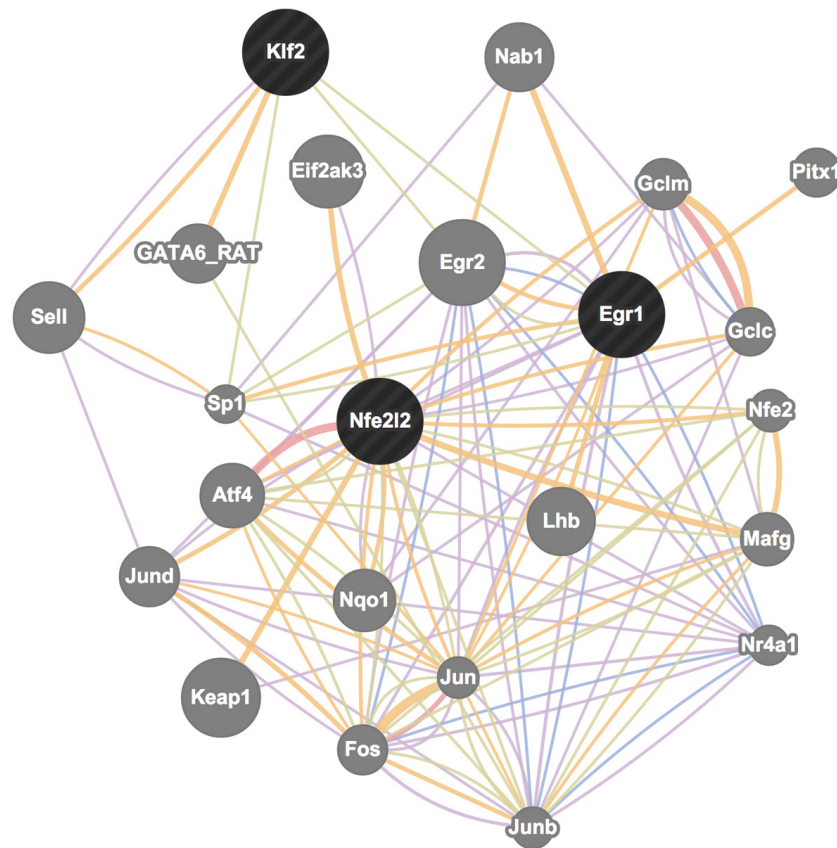 Klf2
Nab1
Eif2ak3
Gclm
Pitx1
GATA6_RAT
Egr2
Sell
Egr1
Gclc
Sp1
Nfe2l2
Nfe2
Atf4
Lhb
Mafg
Jund
Nqo1
Nr4a1
Keap1
Jun
Fos
Junb